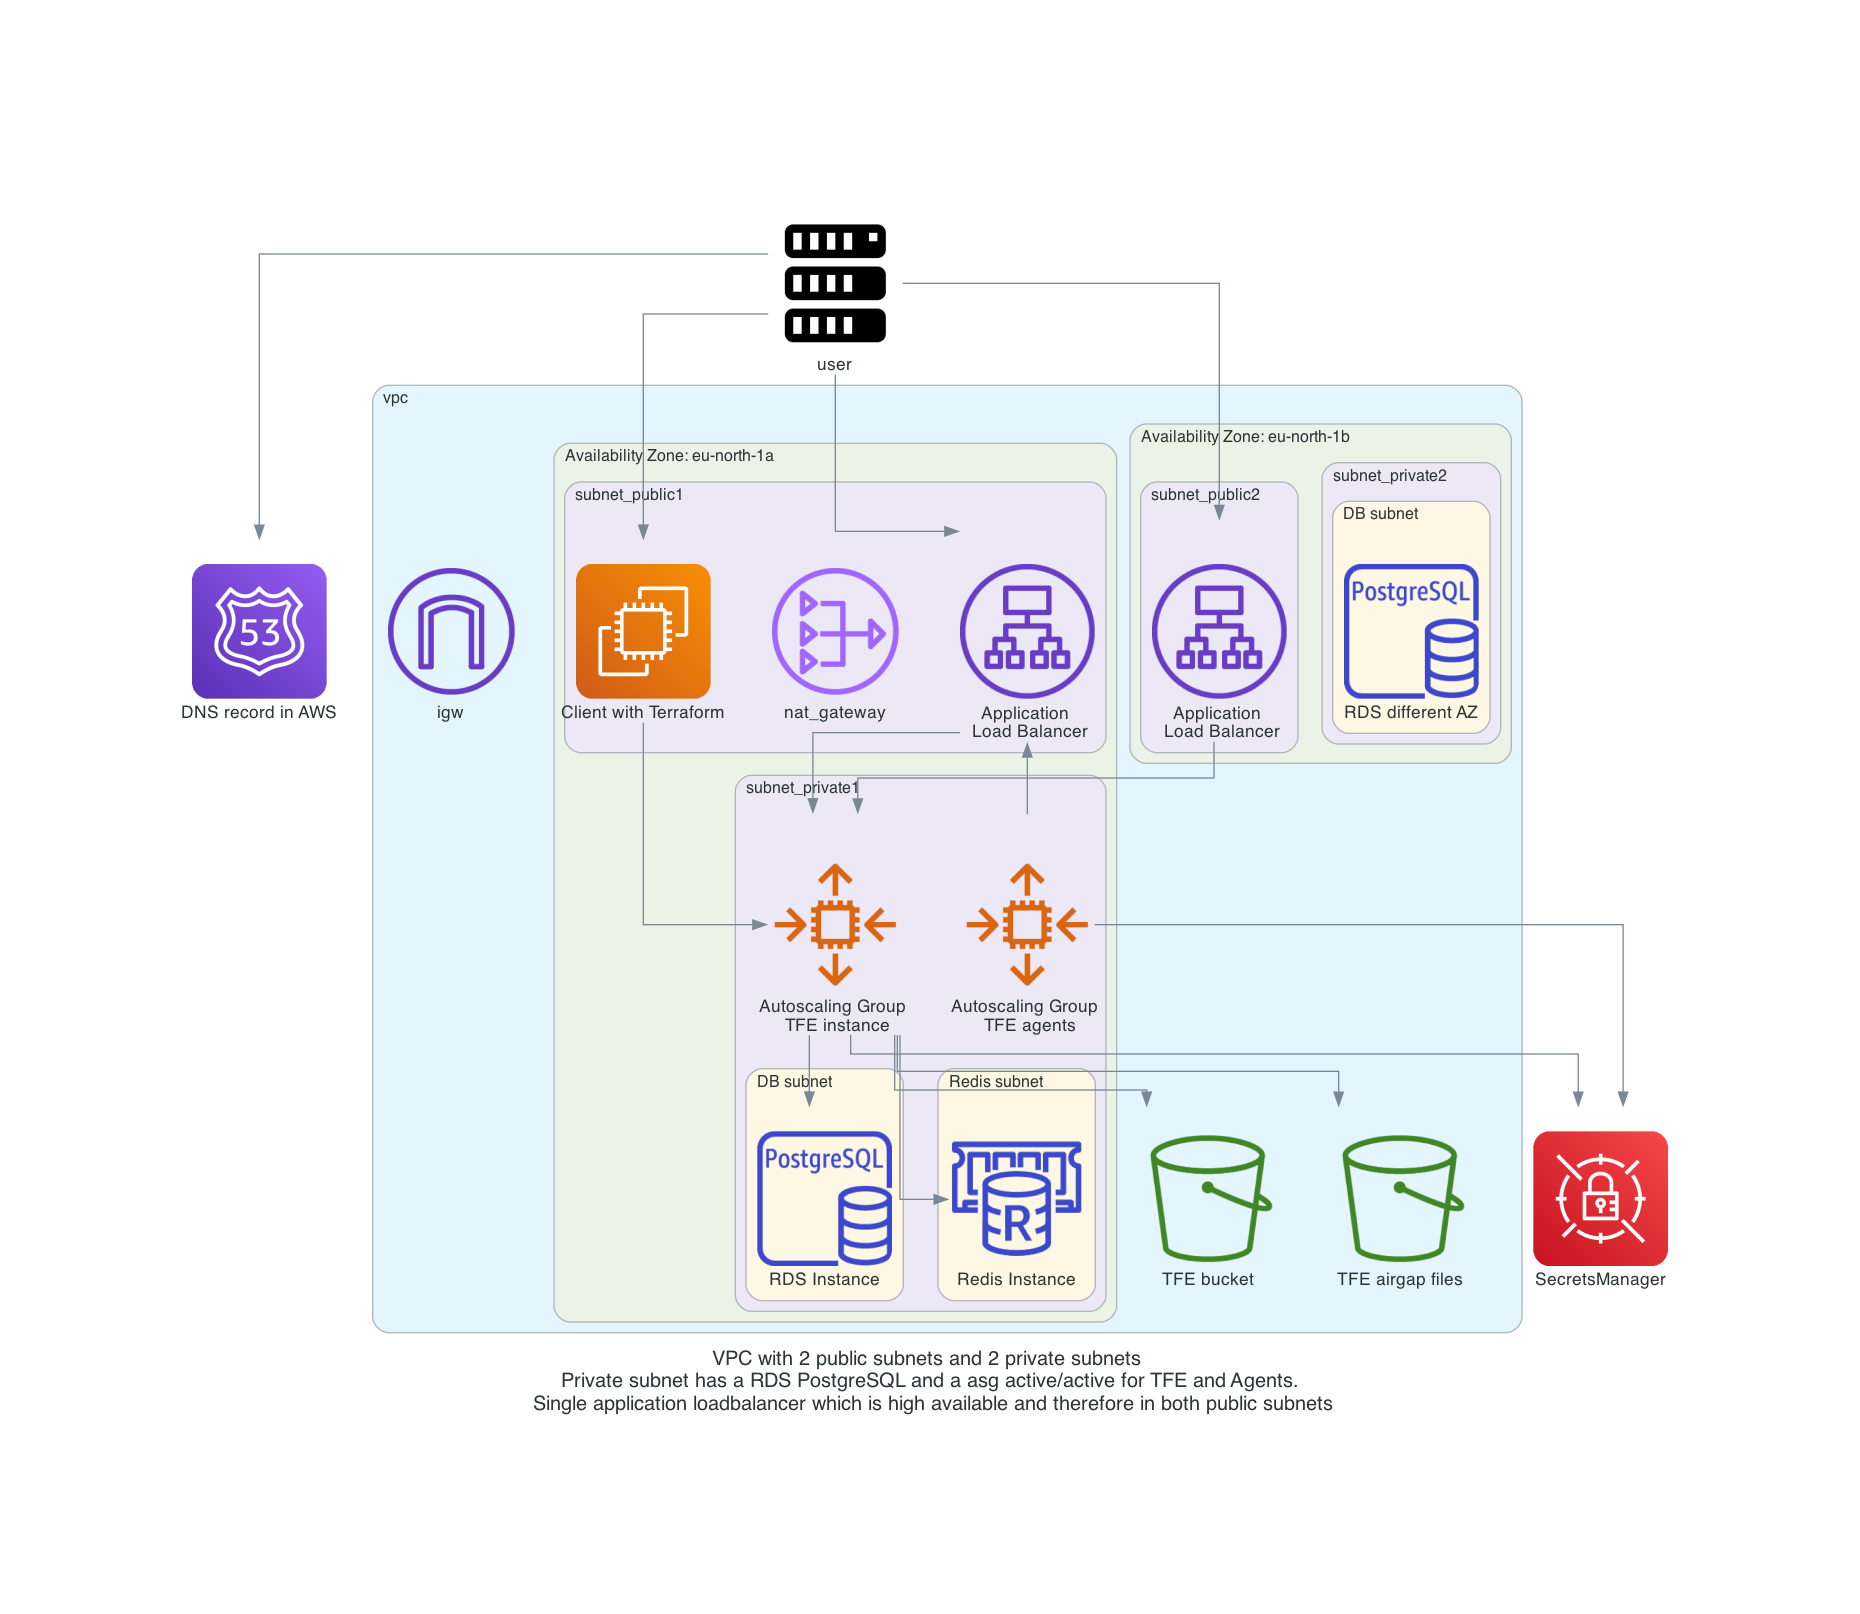 user
vpc
Availability Zone: eu-north-1a
Availability Zone: eu-north-1b
subnet_public1
subnet_public2
subnet_private2
DB subnet
53
PostgreSQL
DNS record in AWS
igw
Client with Terraform
nat_gateway
Application
Load Balancer
Application
Load Balancer
RDS different AZ
subnet_private1
Autoscaling Group
TFE instance
Autoscaling Group
TFE agents
DB subnet
Redis subnet
PostgreSQL
R
RDS Instance
Redis Instance
TFE bucket
TFE airgap files
SecretsManager
VPC with 2 public subnets and 2 private subnets
Private subnet has a RDS PostgreSQL and a asg active/active for TFE and Agents.
Single application loadbalancer which is high available and therefore in both public subnets